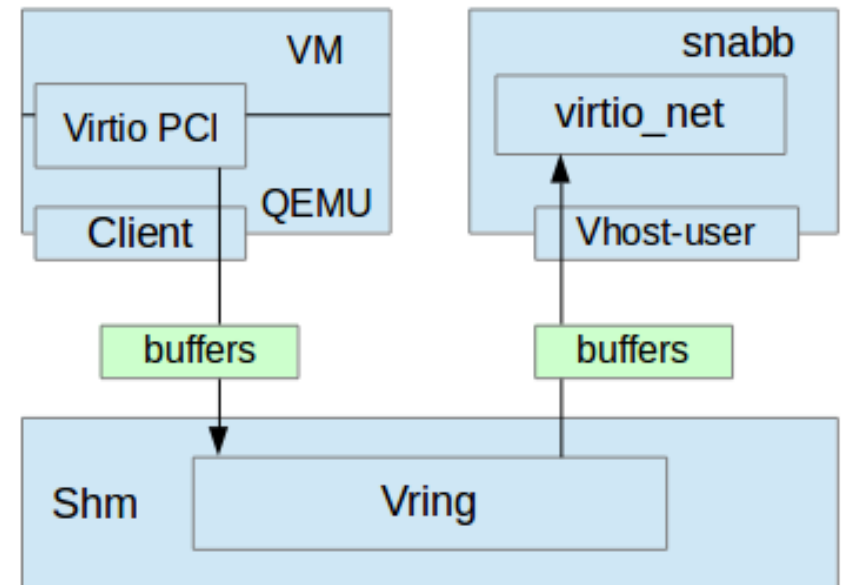 VM
Virtio PCI
QEMU
Client
snabb
virtio_net
Vhost-user
buffers
buffers
Shm
Vring